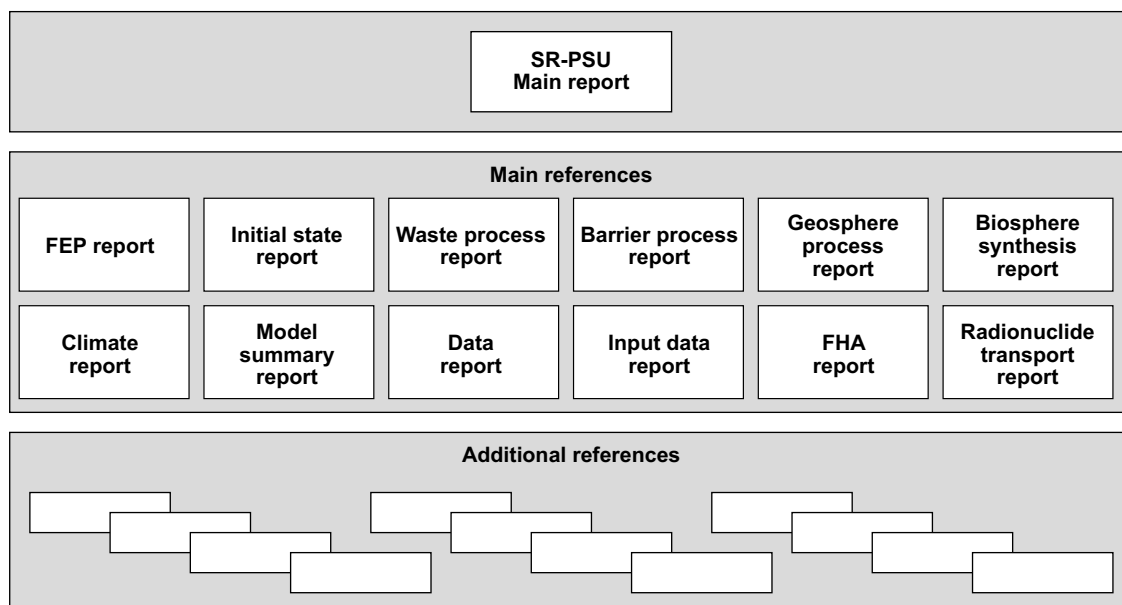 SR-PSU
Main report
Main references
FEP report
Initial state
report
Waste process
report
Barrier process
report
Geosphere
process
report
Biosphere
synthesis
report
Climate
report
Model
summary
report
Data
report
Input data
report
FHA
report
Radionuclide
transport
report
Additional references